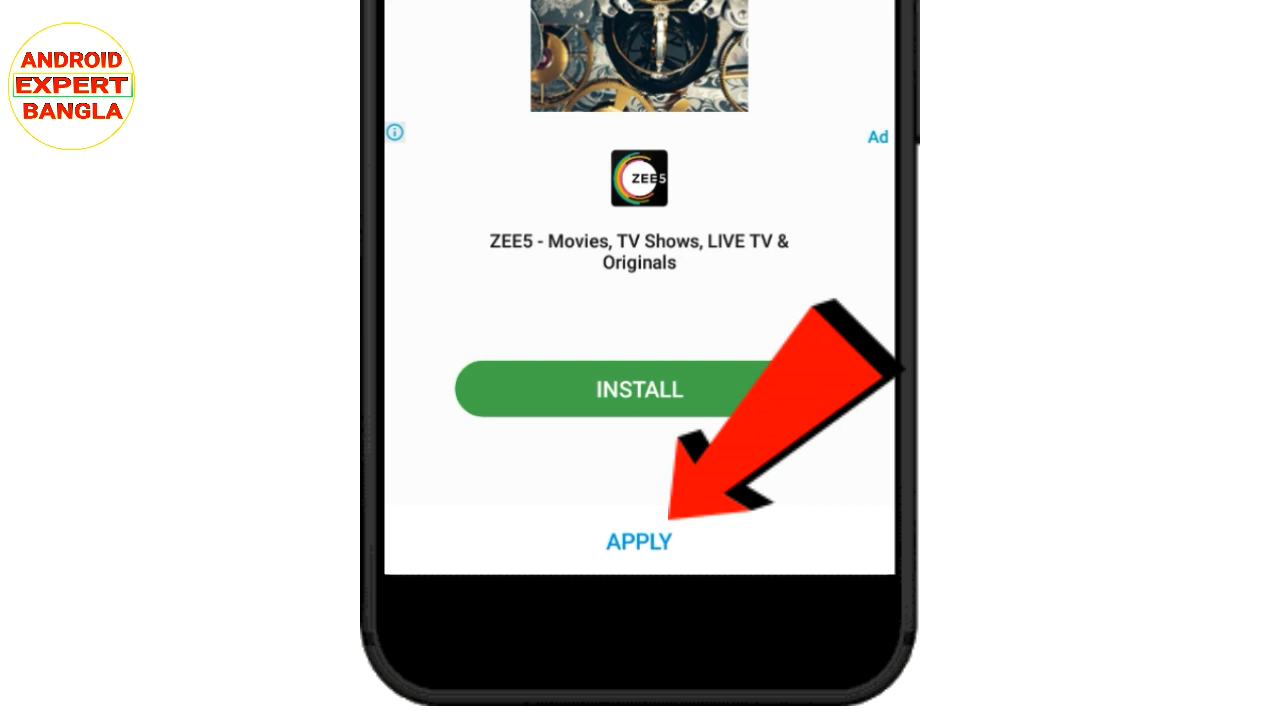 ANDROID
EXPERT
BANGLA
Ad
ZEE5
ZEE5 - Movies, TV Shows, LIVE TV &
Originals
INSTALL
APPLY